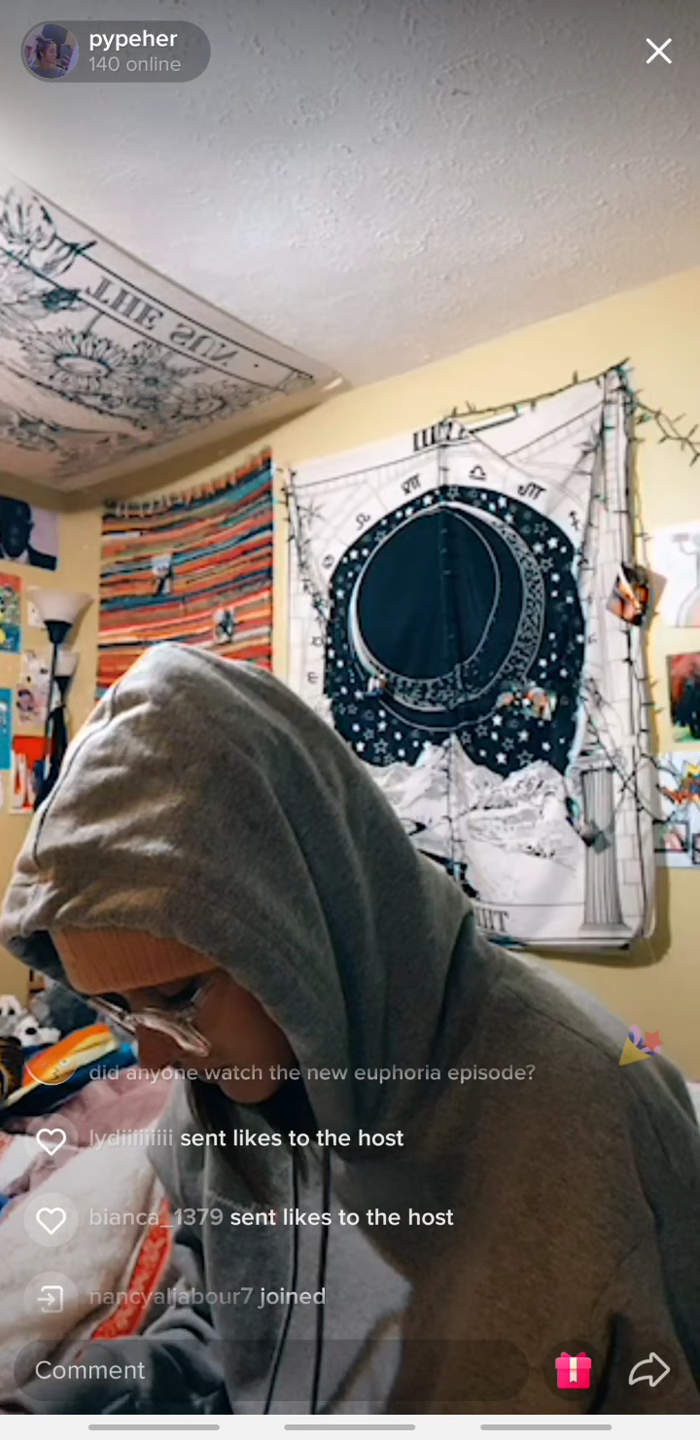 pypeher
140 online
THE SUN
did anyone watch the new euphoria episode?
lydiiiiiiiii sent likes to the host
bianca_1379 sent likes to the host
nancyaljabour7 joined
Comment